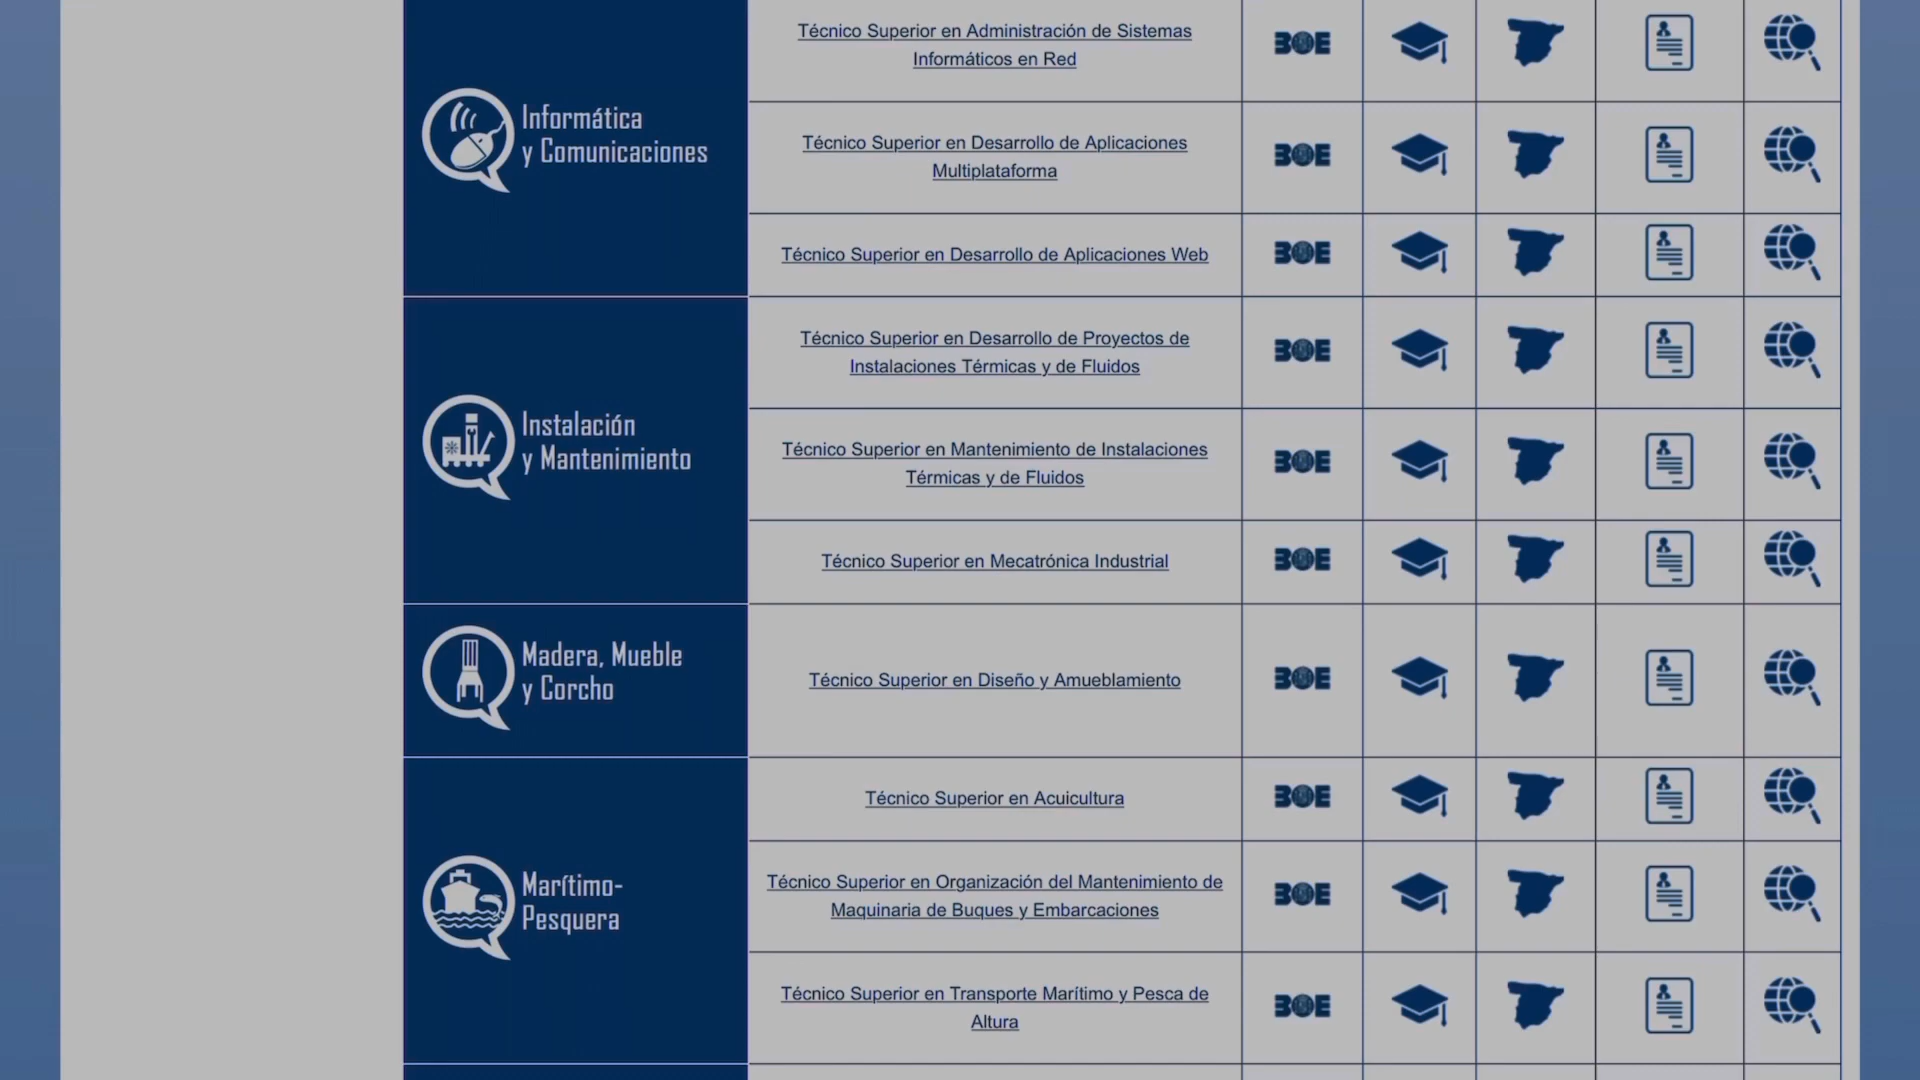 Informática
y Comunicaciones
Técnico Superior en Administración de Sistemas
Informáticos en Red
BOE
Técnico Superior en Desarrollo de Aplicaciones
Multiplataforma
BOE
Técnico Superior en Desarrollo de Aplicaciones Web
BOE
Instalación
y Mantenimiento
Técnico Superior en Desarrollo de Proyectos de
Instalaciones Térmicas y de Fluidos
BOE
Técnico Superior en Mantenimiento de Instalaciones
Térmicas y de Fluidos
BOE
Técnico Superior en Mecatrónica Industrial
BOE
Madera, Mueble
y Corcho
Técnico Superior en Diseño y Amueblamiento
BOE
Marítimo-
Pesquera
Técnico Superior en Acuicultura
BOE
Técnico Superior en Organización del Mantenimiento de
Maquinaria de Buques y Embarcaciones
BOE
Técnico Superior en Transporte Marítimo y Pesca de
Altura
BOE